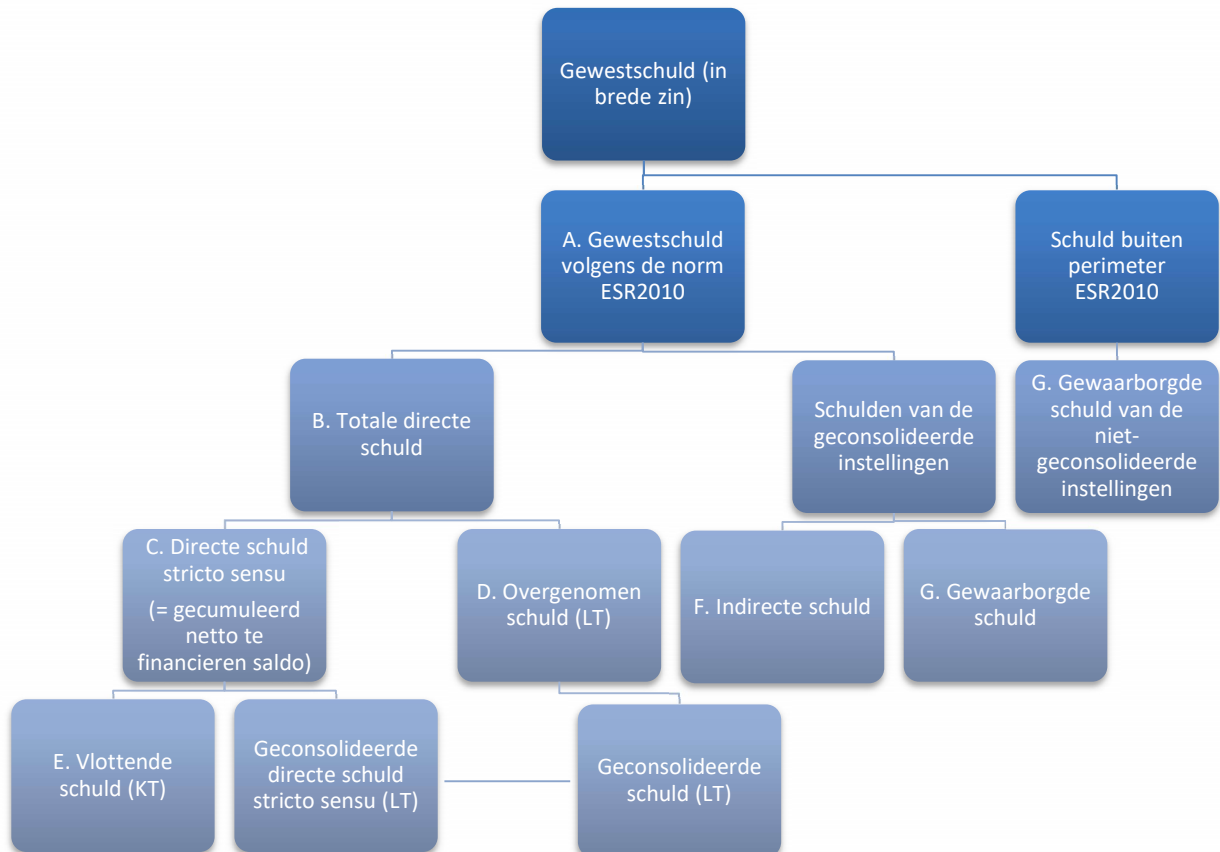 Gewestschuld (in
brede zin)
A. Gewestschuld
volgens de norm
ESR2010
Schuld buiten
perimeter
ESR2010
B. Totale directe
schuld
Schulden van de
geconsolideerde
instellingen
G. Gewaarborgde
schuld van de
niet-
geconsolideerde
instellingen
C. Directe schuld
stricto sensu
(= gecumuleerd
netto te
financieren saldo)
D. Overgenomen
schuld (LT)
F. Indirecte schuld
G. Gewaarborgde
schuld
E. Vlottende
schuld (KT)
Geconsolideerde
directe schuld
stricto sensu (LT)
Geconsolideerde
schuld (LT)